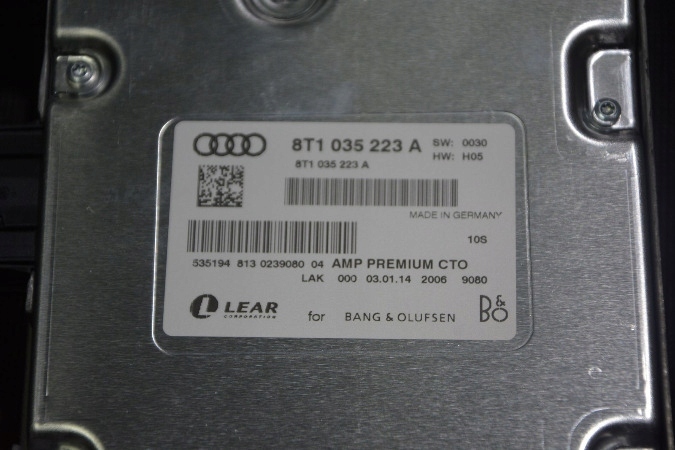 8T1 035 223 A SW: 0030
8T1 035 223 A HW: H05
MADE IN GERMANY
10S
535194 813 0239080 04 AMP PREMIUM CTO
LAK 000 03.01.14 2006 9080
L LEAR CORPORATION for BANG & OLUFSEN B&O